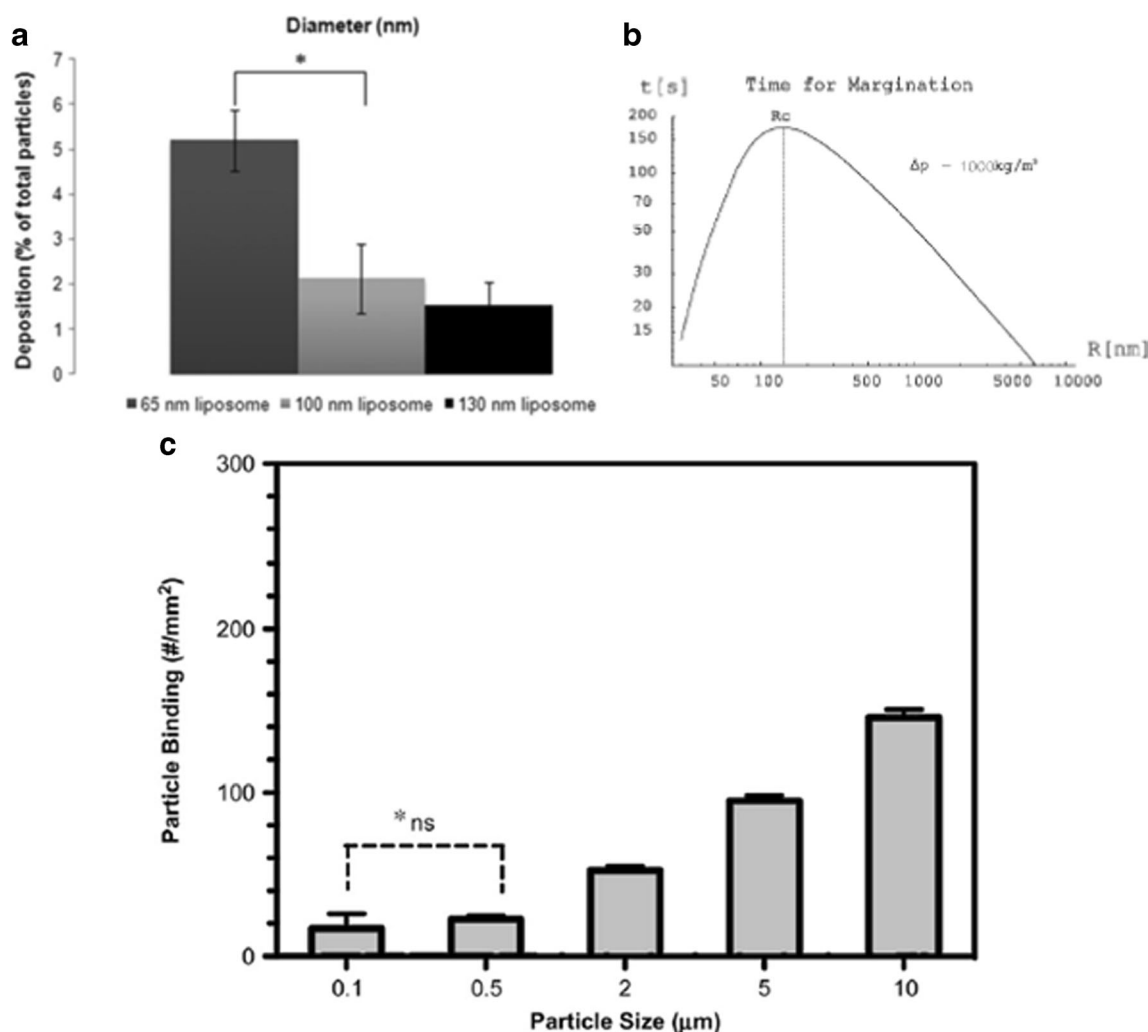 a
Diameter (nm)
Deposition (% of total particles)
7
6
5
4
3
2
1
0
*
65 nm liposome 100 nm liposome 130 nm liposome
b
t[s] Time for Margination
200
150
100
70
50
30
20
15
Rc
Δp – 1000kg/m³
R[nm]
50 100 500 1000 5000 10000
c
Particle Binding (#/mm²)
300
200
100
0
*ns
0.1 0.5 2 5 10
Particle Size (μm)